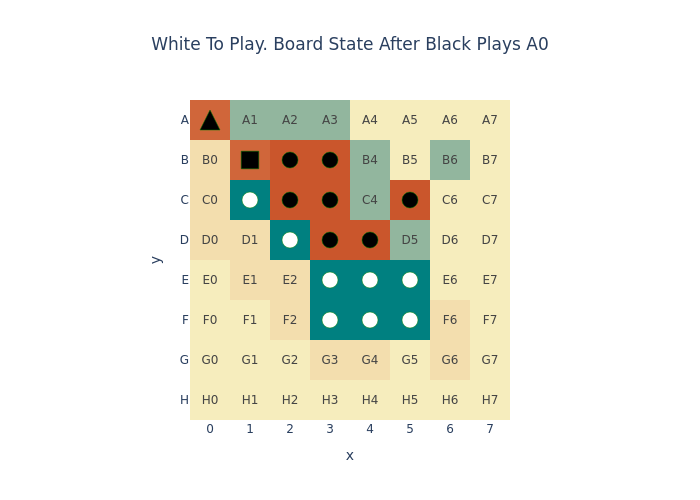 White To Play. Board State After Black Plays A0
A A1 A2 A3 A4 A5 A6 A7
B B0 B4 B5 B6 B7
C C0 C4 C6 C7
D D0 D1 D5 D6 D7
E E0 E1 E2 E6 E7
F F0 F1 F2 F6 F7
G G0 G1 G2 G3 G4 G5 G6 G7
H H0 H1 H2 H3 H4 H5 H6 H7
0 1 2 3 4 5 6 7
x
y